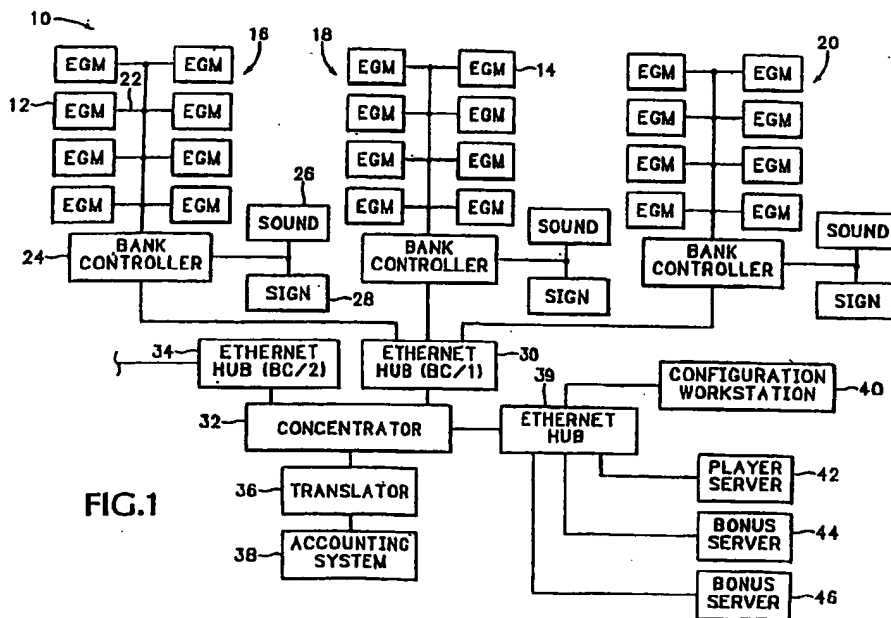 10
16
18
20
EGM EGM EGM EGM EGM EGM
12 EGM 22 EGM EGM EGM 14 EGM EGM
EGM EGM EGM EGM EGM EGM
EGM EGM EGM EGM EGM EGM
26
SOUND SOUND SOUND
24 BANK CONTROLLER
BANK CONTROLLER
BANK CONTROLLER
SIGN 28
SIGN
SIGN
34 ETHERNET HUB (BC/2)
ETHERNET HUB (BC/1) 30
39
ETHERNET HUB
CONFIGURATION WORKSTATION 40
32 CONCENTRATOR
36 TRANSLATOR
38 ACCOUNTING SYSTEM
PLAYER SERVER 42
BONUS SERVER 44
BONUS SERVER 46
FIG.1